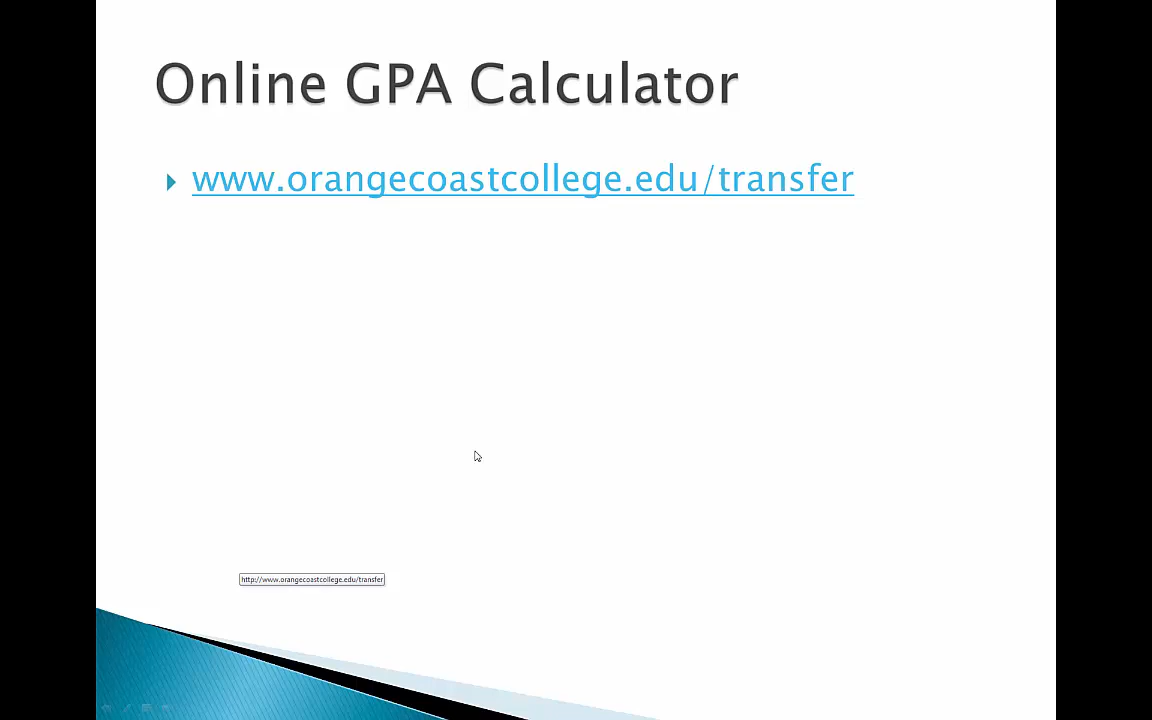 Online GPA Calculator
www.orangecoastcollege.edu/transfer
http://www.orangecoastcollege.edu/transfer